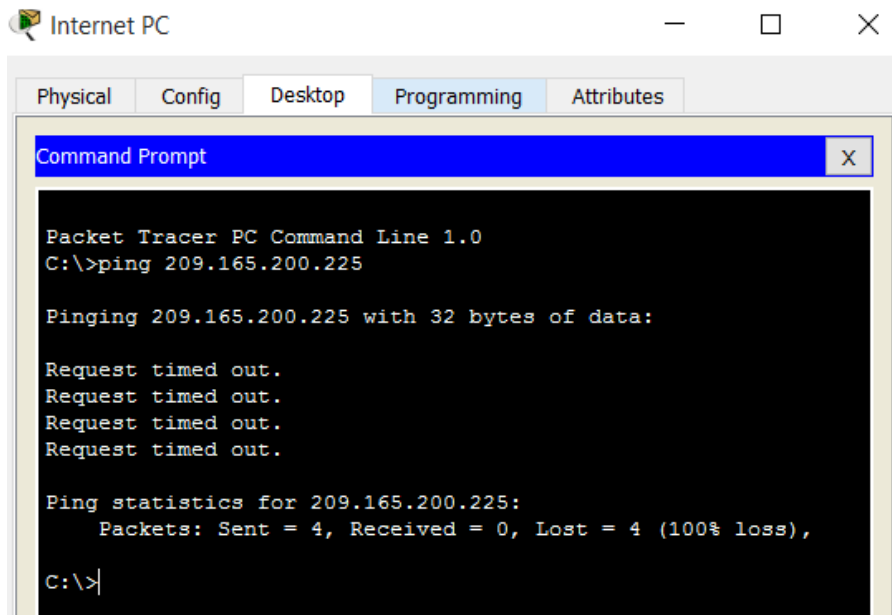 Internet PC
Physical Config Desktop Programming Attributes
Command Prompt X
Packet Tracer PC Command Line 1.0
C:\>ping 209.165.200.225
Pinging 209.165.200.225 with 32 bytes of data:
Request timed out.
Request timed out.
Request timed out.
Request timed out.
Ping statistics for 209.165.200.225:
Packets: Sent = 4, Received = 0, Lost = 4 (100% loss),
C:\>